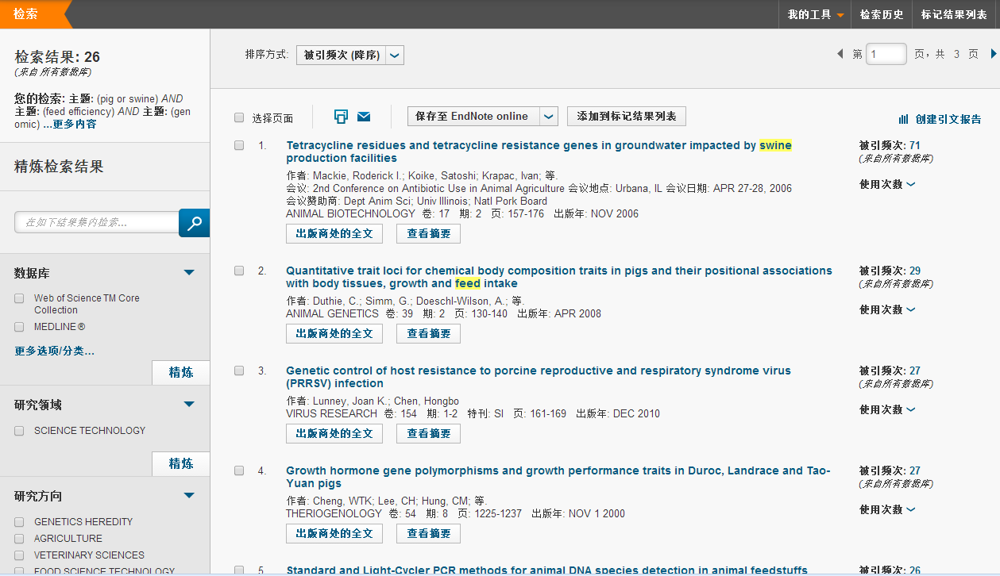 检索
我的工具
检索历史
标记结果列表
检索结果: 26
(来自 所有数据库)
您的检索: 主题: (pig or swine) AND
主题: (feed efficiency) AND 主题: (gen
omic) ...更多内容
精炼检索结果
在如下结果集内检索...
数据库
Web of Science TM Core
Collection
MEDLINE ®
更多选项/分类...
精炼
研究领域
SCIENCE TECHNOLOGY
精炼
研究方向
GENETICS HEREDITY
AGRICULTURE
VETERINARY SCIENCES
FOOD SCIENCE TECHNOLOGY
排序方式: 被引频次 (降序)
第 1 页，共 3 页
选择页面
保存至 EndNote online
添加到标记结果列表
创建引文报告
1. Tetracycline residues and tetracycline resistance genes in groundwater impacted by swine
production facilities
作者: Mackie, Roderick I.; Koike, Satoshi; Krapac, Ivan; 等.
会议: 2nd Conference on Antibiotic Use in Animal Agriculture 会议地点: Urbana, IL 会议日期: APR 27-28, 2006
会议赞助商: Dept Anim Sci; Univ Illinois; Natl Pork Board
ANIMAL BIOTECHNOLOGY 卷: 17 期: 2 页: 157-176 出版年: NOV 2006
出版商处的全文 查看摘要
被引频次: 71
(来自所有数据库)
使用次数
2. Quantitative trait loci for chemical body composition traits in pigs and their positional associations
with body tissues, growth and feed intake
作者: Duthie, C.; Simm, G.; Doeschl-Wilson, A.; 等.
ANIMAL GENETICS 卷: 39 期: 2 页: 130-140 出版年: APR 2008
出版商处的全文 查看摘要
被引频次: 29
(来自所有数据库)
使用次数
3. Genetic control of host resistance to porcine reproductive and respiratory syndrome virus
(PRRSV) infection
作者: Lunney, Joan K.; Chen, Hongbo
VIRUS RESEARCH 卷: 154 期: 1-2 特刊: SI 页: 161-169 出版年: DEC 2010
出版商处的全文 查看摘要
被引频次: 27
(来自所有数据库)
使用次数
4. Growth hormone gene polymorphisms and growth performance traits in Duroc, Landrace and Tao-
Yuan pigs
作者: Cheng, WTK; Lee, CH; Hung, CM; 等.
THERIOGENOLOGY 卷: 54 期: 8 页: 1225-1237 出版年: NOV 1 2000
出版商处的全文 查看摘要
被引频次: 27
(来自所有数据库)
使用次数
5. Standard and Light-Cycler PCR methods for animal DNA species detection in animal feedstuffs
被引频次: 26